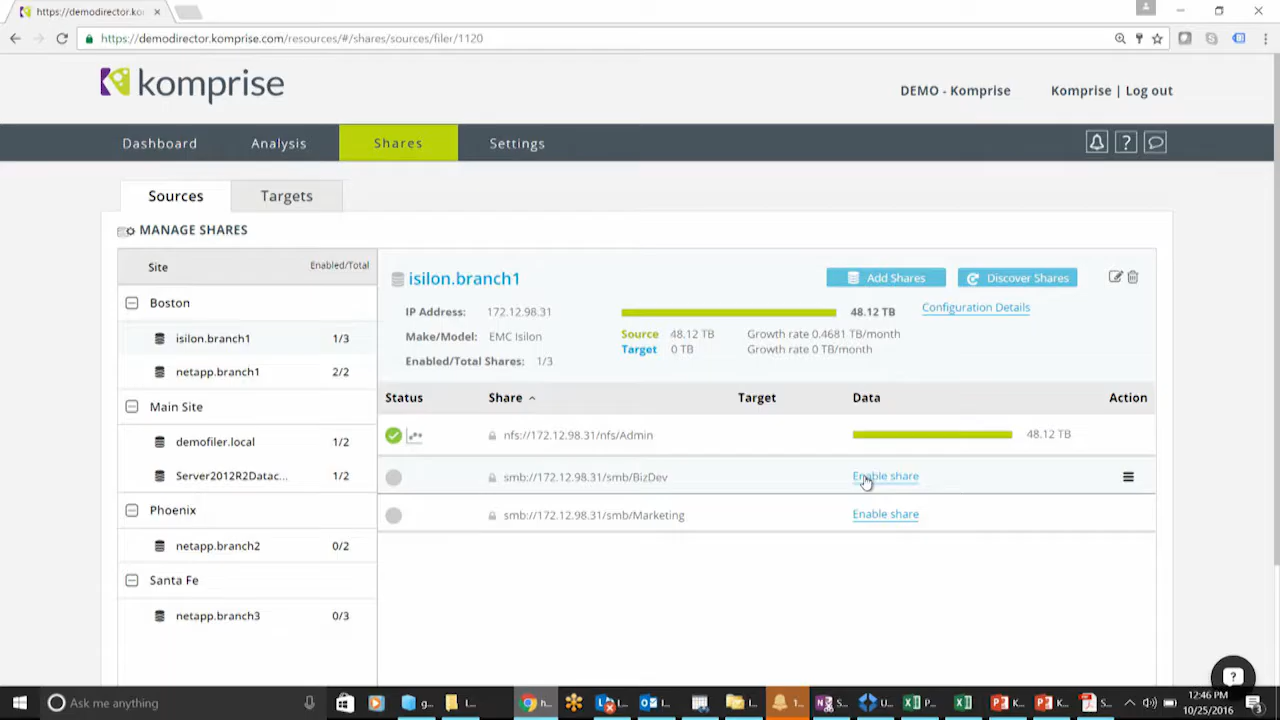 https://demodirector.ko
https://demodirector.komprise.com/resources/#/shares/sources/filer/1120
komprise
DEMO - Komprise
Komprise | Log out
Dashboard
Analysis
Shares
Settings
?
Sources
Targets
MANAGE SHARES
Site
Enabled/Total
Boston
isilon.branch1
1/3
netapp.branch1
2/2
Main Site
demofiler.local
1/2
Server2012R2Datac...
1/2
Phoenix
netapp.branch2
0/2
Santa Fe
netapp.branch3
0/3
isilon.branch1
Add Shares
Discover Shares
IP Address: 172.12.98.31
48.12 TB
Configuration Details
Make/Model: EMC Isilon
Source 48.12 TB Growth rate 0.4681 TB/month
Target 0 TB Growth rate 0 TB/month
Enabled/Total Shares: 1/3
Status Share Target Data Action
nfs://172.12.98.31/nfs/Admin 48.12 TB
smb://172.12.98.31/smb/BizDev Enable share
smb://172.12.98.31/smb/Marketing Enable share
?
Ask me anything
g...
I...
h...
I...
I...
I...
1...
S...
U...
P...
K...
K...
S...
12:46 PM
10/25/2016